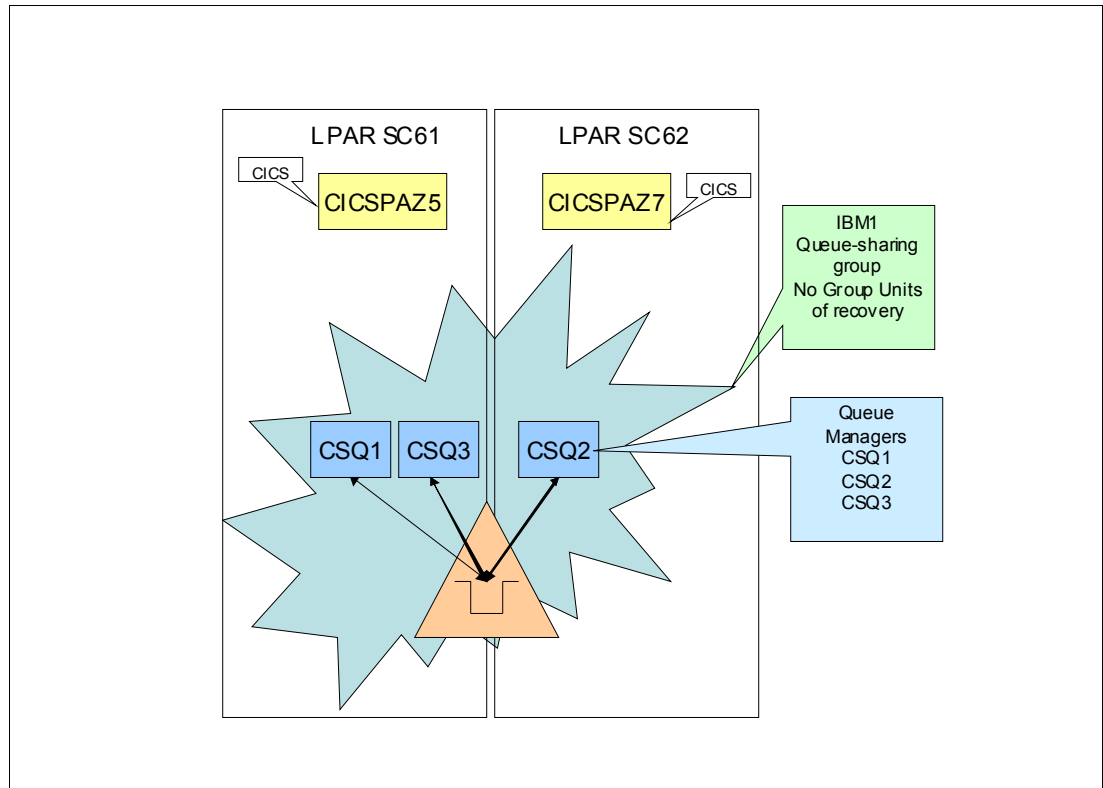 LPAR SC61
LPAR SC62
CICS
CICSPAZ5
CICSPAZ7
CICS
IBM1
Queue-sharing
group
No Group Units
of recovery
CSQ1
CSQ3
CSQ2
Queue
Managers
CSQ1
CSQ2
CSQ3